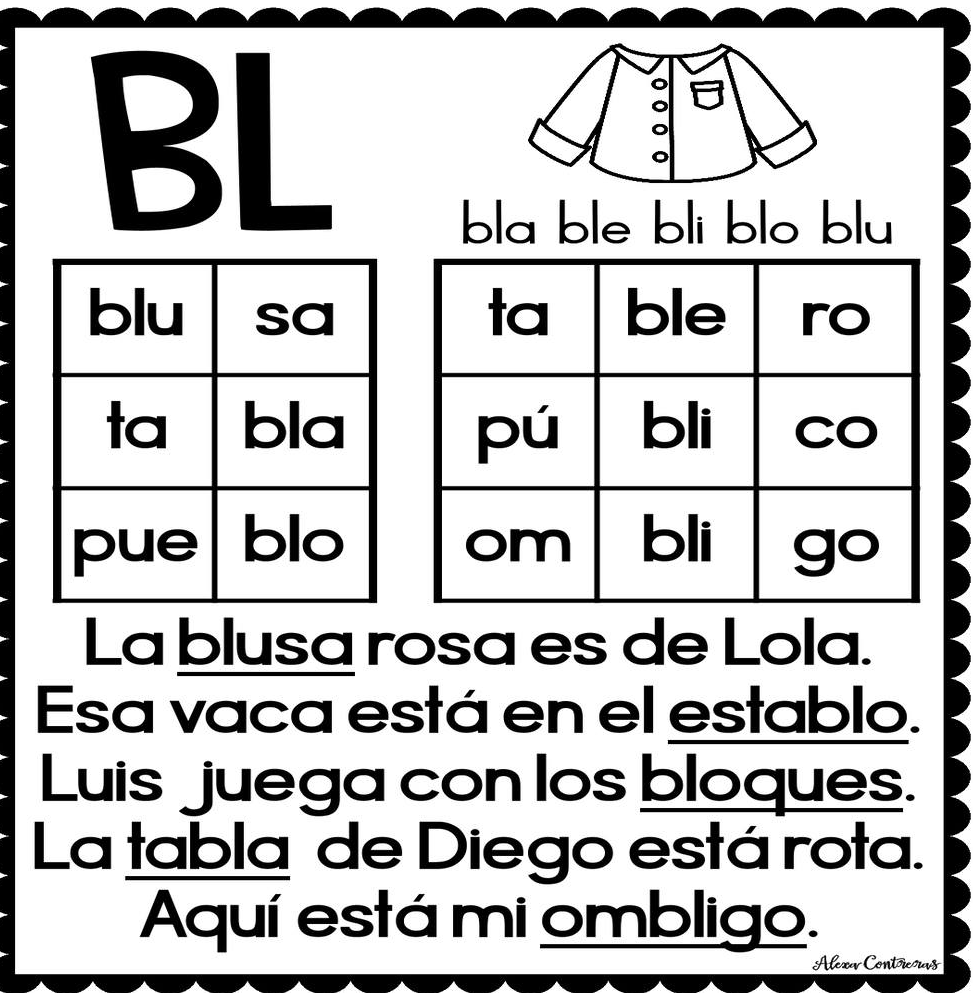 BL
bla ble bli blo blu
blu sa
ta bla
pue blo
ta ble ro
pú bli co
om bli go
La blusa rosa es de Lola.
Esa vaca está en el establo.
Luis juega con los bloques.
La tabla de Diego está rota.
Aquí está mi ombligo.
Alexa Contreras